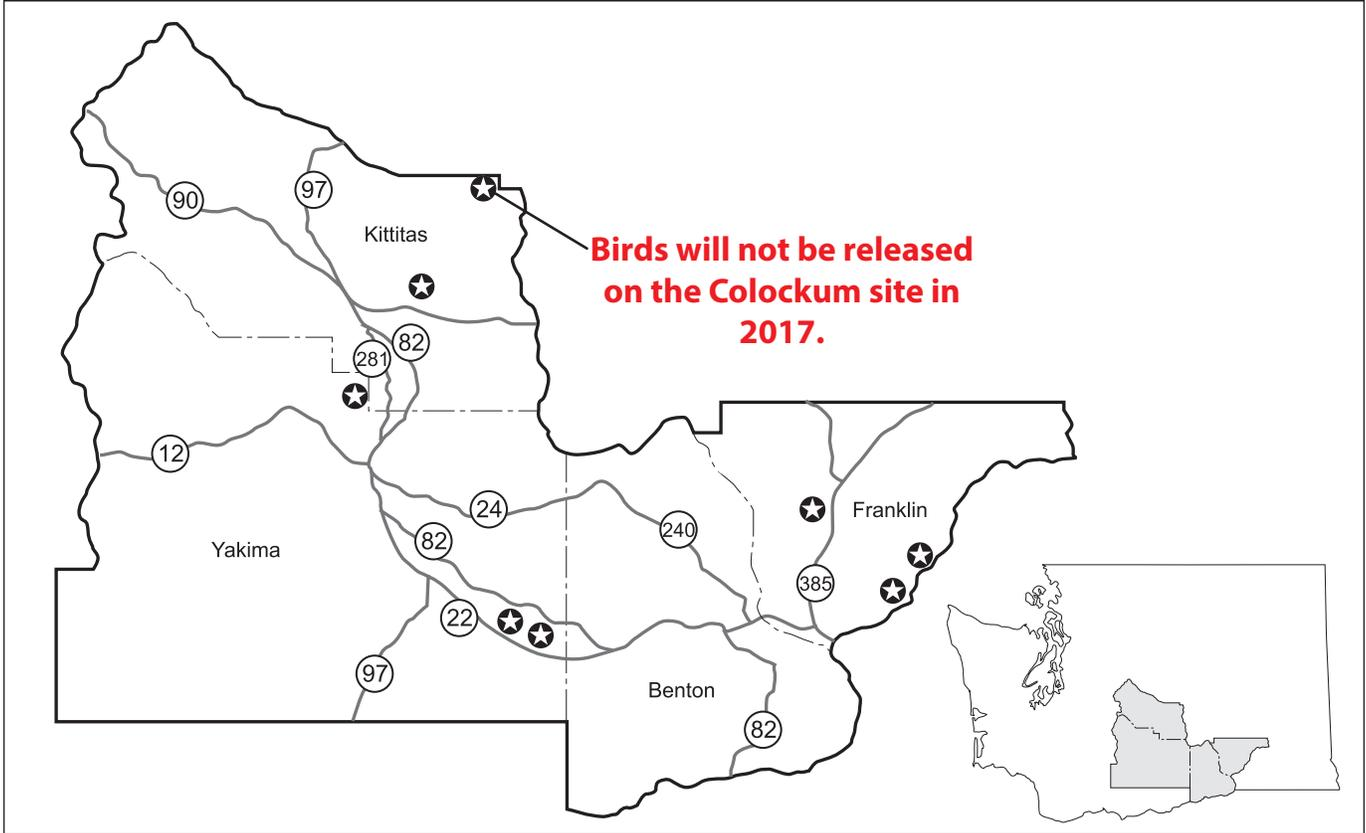 90
97
Kittitas
Birds will not be released
on the Colockum site in
2017.
82
281
12
24
Franklin
240
82
Yakima
385
22
97
Benton
82